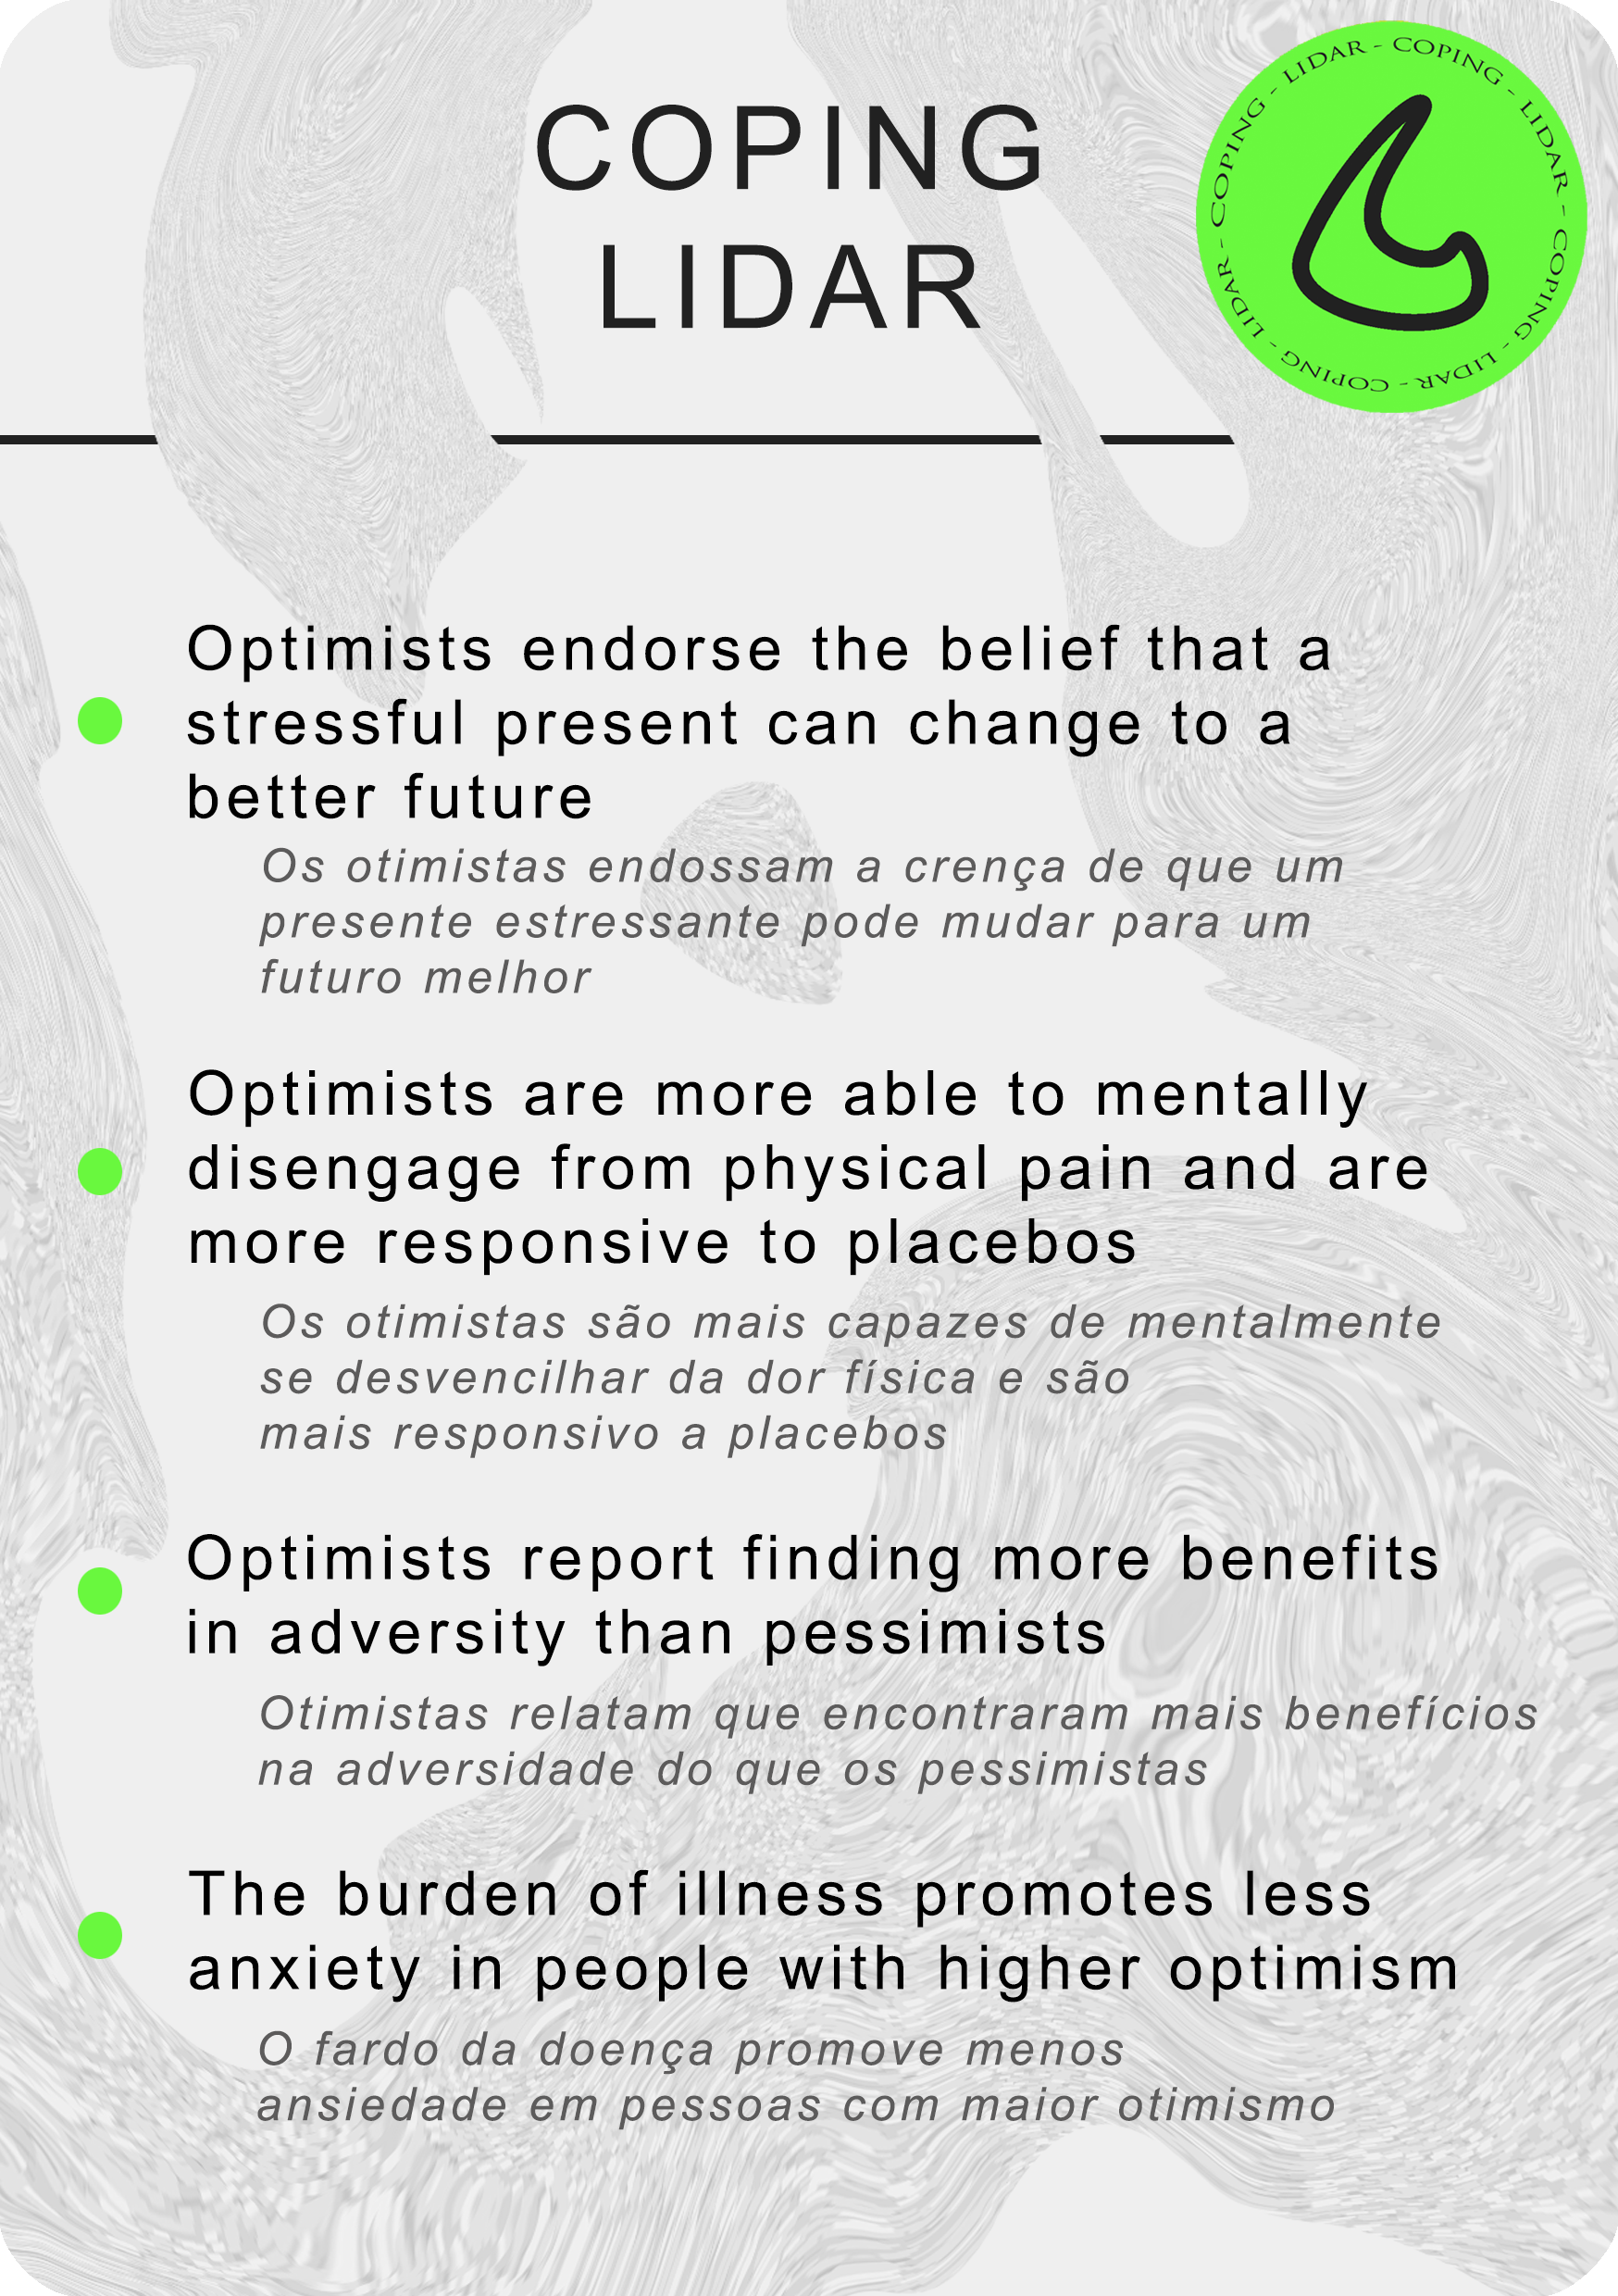 COPING
LIDAR
COPING - LIDAR - COPING - LIDAR - COPING - LIDAR - COPING - LIDAR -
Optimists endorse the belief that a
stressful present can change to a
better future
Os otimistas endossam a crença de que um
presente estressante pode mudar para um
futuro melhor
Optimists are more able to mentally
disengage from physical pain and are
more responsive to placebos
Os otimistas são mais capazes de mentalmente
se desvencilhar da dor física e são
mais responsivo a placebos
Optimists report finding more benefits
in adversity than pessimists
Otimistas relatam que encontraram mais benefícios
na adversidade do que os pessimistas
The burden of illness promotes less
anxiety in people with higher optimism
O fardo da doença promove menos
ansiedade em pessoas com maior otimismo